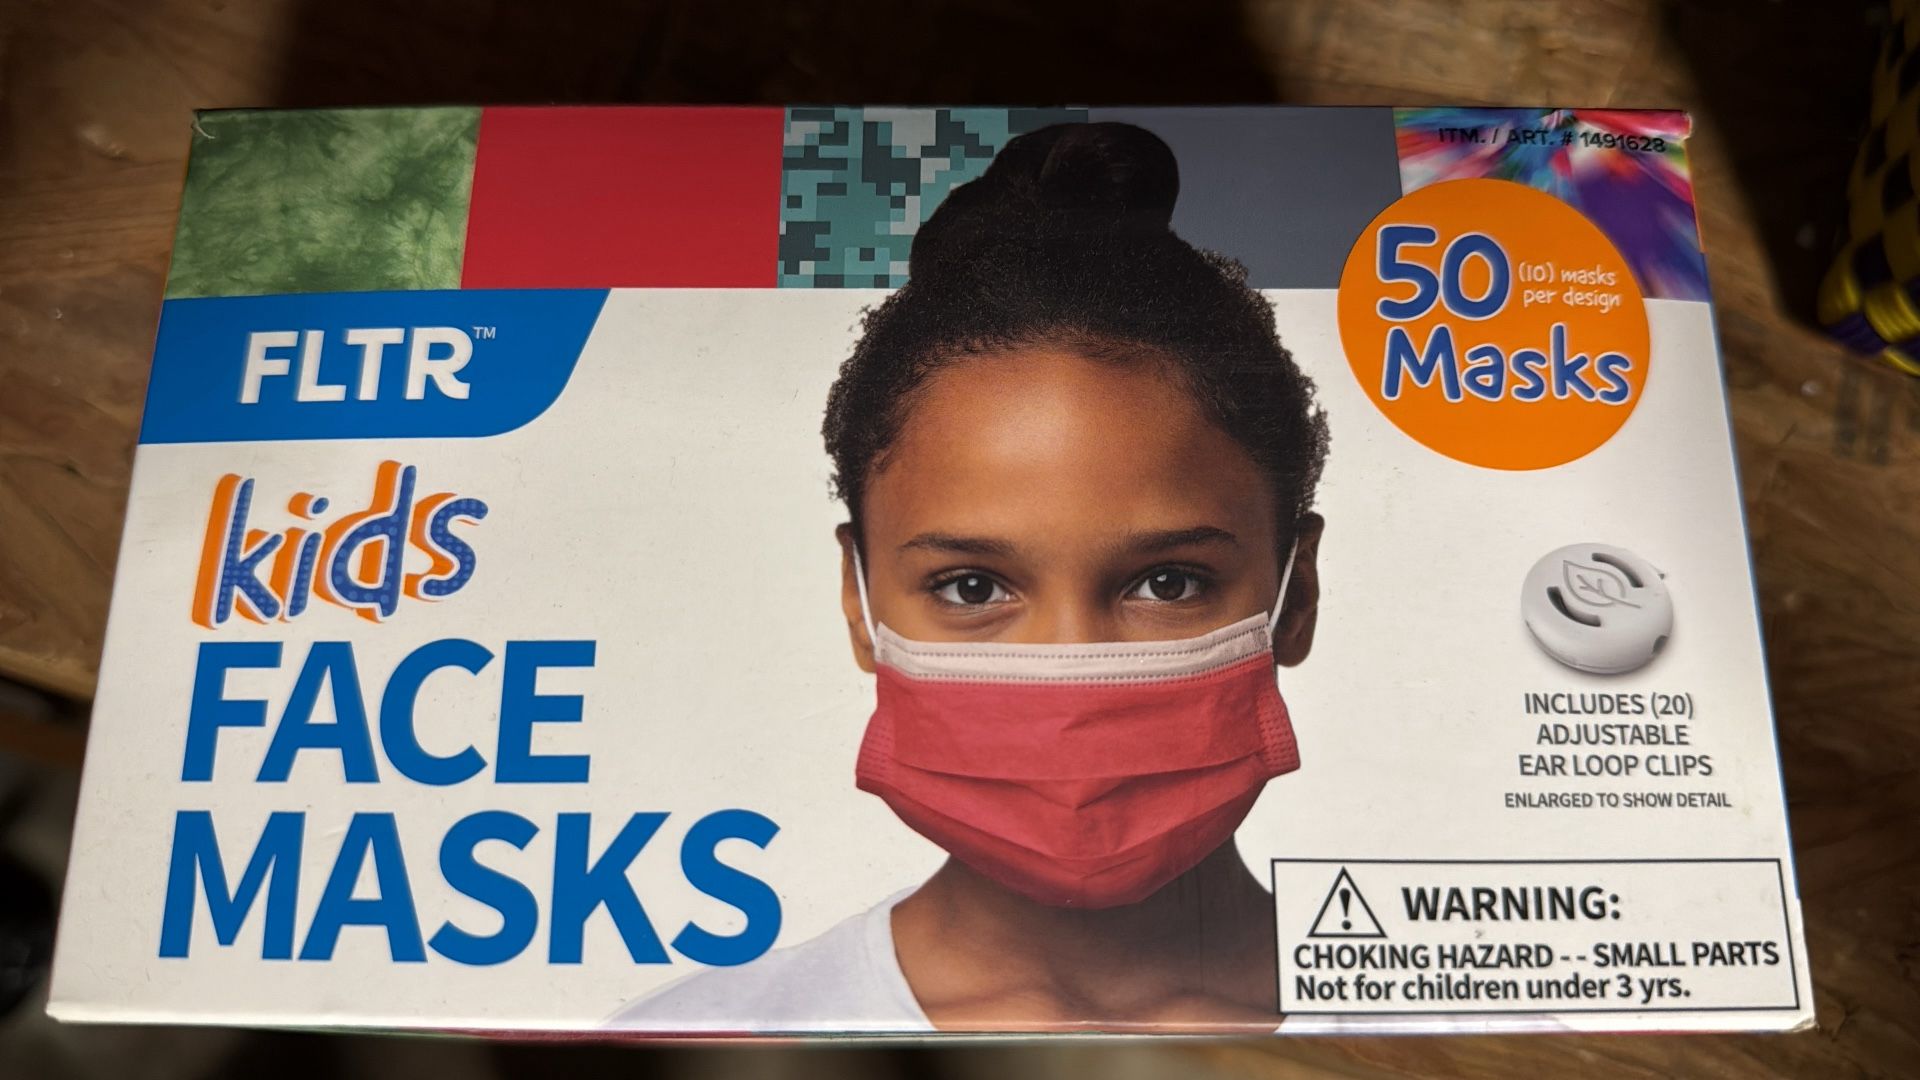 ITM. / ART. # 1491628
FLTR™
50
(10) masks
per design
Masks
kids
FACE
MASKS
INCLUDES (20)
ADJUSTABLE
EAR LOOP CLIPS
ENLARGED TO SHOW DETAIL
WARNING:
CHOKING HAZARD -- SMALL PARTS
Not for children under 3 yrs.